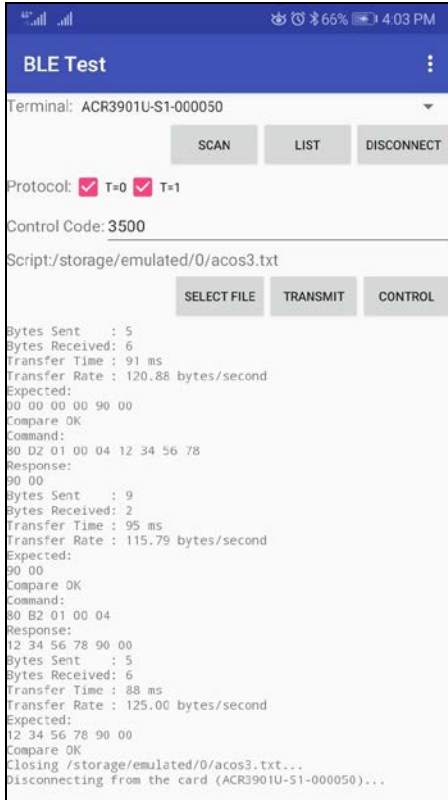 66% 4:03 PM
BLE Test
Terminal: ACR3901U-S1-000050
SCAN LIST DISCONNECT
Protocol: T=0 T=1
Control Code: 3500
Script:/storage/emulated/0/acos3.txt
SELECT FILE TRANSMIT CONTROL
Bytes Sent : 5
Bytes Received: 6
Transfer Time : 91 ms
Transfer Rate : 120.88 bytes/second
Expected:
00 00 00 00 90 00
Compare OK
Command:
80 D2 01 00 04 12 34 56 78
Response:
90 00
Bytes Sent : 9
Bytes Received: 2
Transfer Time : 95 ms
Transfer Rate : 115.79 bytes/second
Expected:
90 00
Compare OK
Command:
80 B2 01 00 04
Response:
12 34 56 78 90 00
Bytes Sent : 5
Bytes Received: 6
Transfer Time : 88 ms
Transfer Rate : 125.00 bytes/second
Expected:
12 34 56 78 90 00
Compare OK
Closing /storage/emulated/0/acos3.txt...
Disconnecting from the card (ACR3901U-S1-000050)...